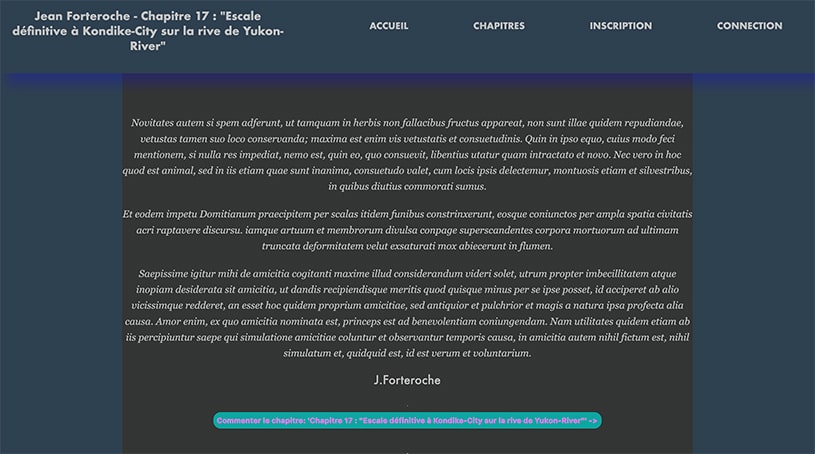 Jean Forteroche - Chapitre 17 : "Escale
définitive à Kondike-City sur la rive de Yukon-
River"
ACCUEIL
CHAPITRES
INSCRIPTION
CONNECTION
Novitates autem si spem adferunt, ut tamquam in herbis non fallacibus fructus appareat, non sunt illae quidem repudiandae,
vetustas tamen suo loco conservanda; maxima est enim vis vetustatis et consuetudinis. Quin in ipso equo, cuius modo feci
mentionem, si nulla res impediat, nemo est, quin eo, quo consuevit, libentius utatur quam intractato et novo. Nec vero in hoc
quod est animal, sed in iis etiam quae sunt inanima, consuetudo valet, cum locis ipsis delectemur, montuosis etiam et silvestribus,
in quibus diutius commorati sumus.
Et eodem impetu Domitianum praecipitem per scalas itidem funibus constrinxerunt, eosque coniunctos per ampla spatia civitatis
acri raptavere discursu. iamque artuum et membrorum divulsa conpage superscandentes corpora mortuorum ad ultimam
truncata deformitatem velut exsaturati mox abiecerunt in flumen.
Saepissime igitur mihi de amicitia cogitanti maxime illud considerandum videri solet, utrum propter imbecillitatem atque
inopiam desiderata sit amicitia, ut dandis recipiendisque meritis quod quisque minus per se ipse posset, id acciperet ab alio
vicissimque redderet, an esset hoc quidem proprium amicitiae, sed antiquior et pulchrior et magis a natura ipsa profecta alia
causa. Amor enim, ex quo amicitia nominata est, princeps est ad benevolentiam coniungendam. Nam utilitates quidem etiam ab
iis percipiuntur saepe qui simulatione amicitiae coluntur et observantur temporis causa, in amicitia autem nihil fictum est, nihil
simulatum et, quidquid est, id est verum et voluntarium.
J.Forteroche
Commenter le chapitre: 'Chapitre 17 : "Escale définitive à Kondike-City sur la rive de Yukon-River"' ->